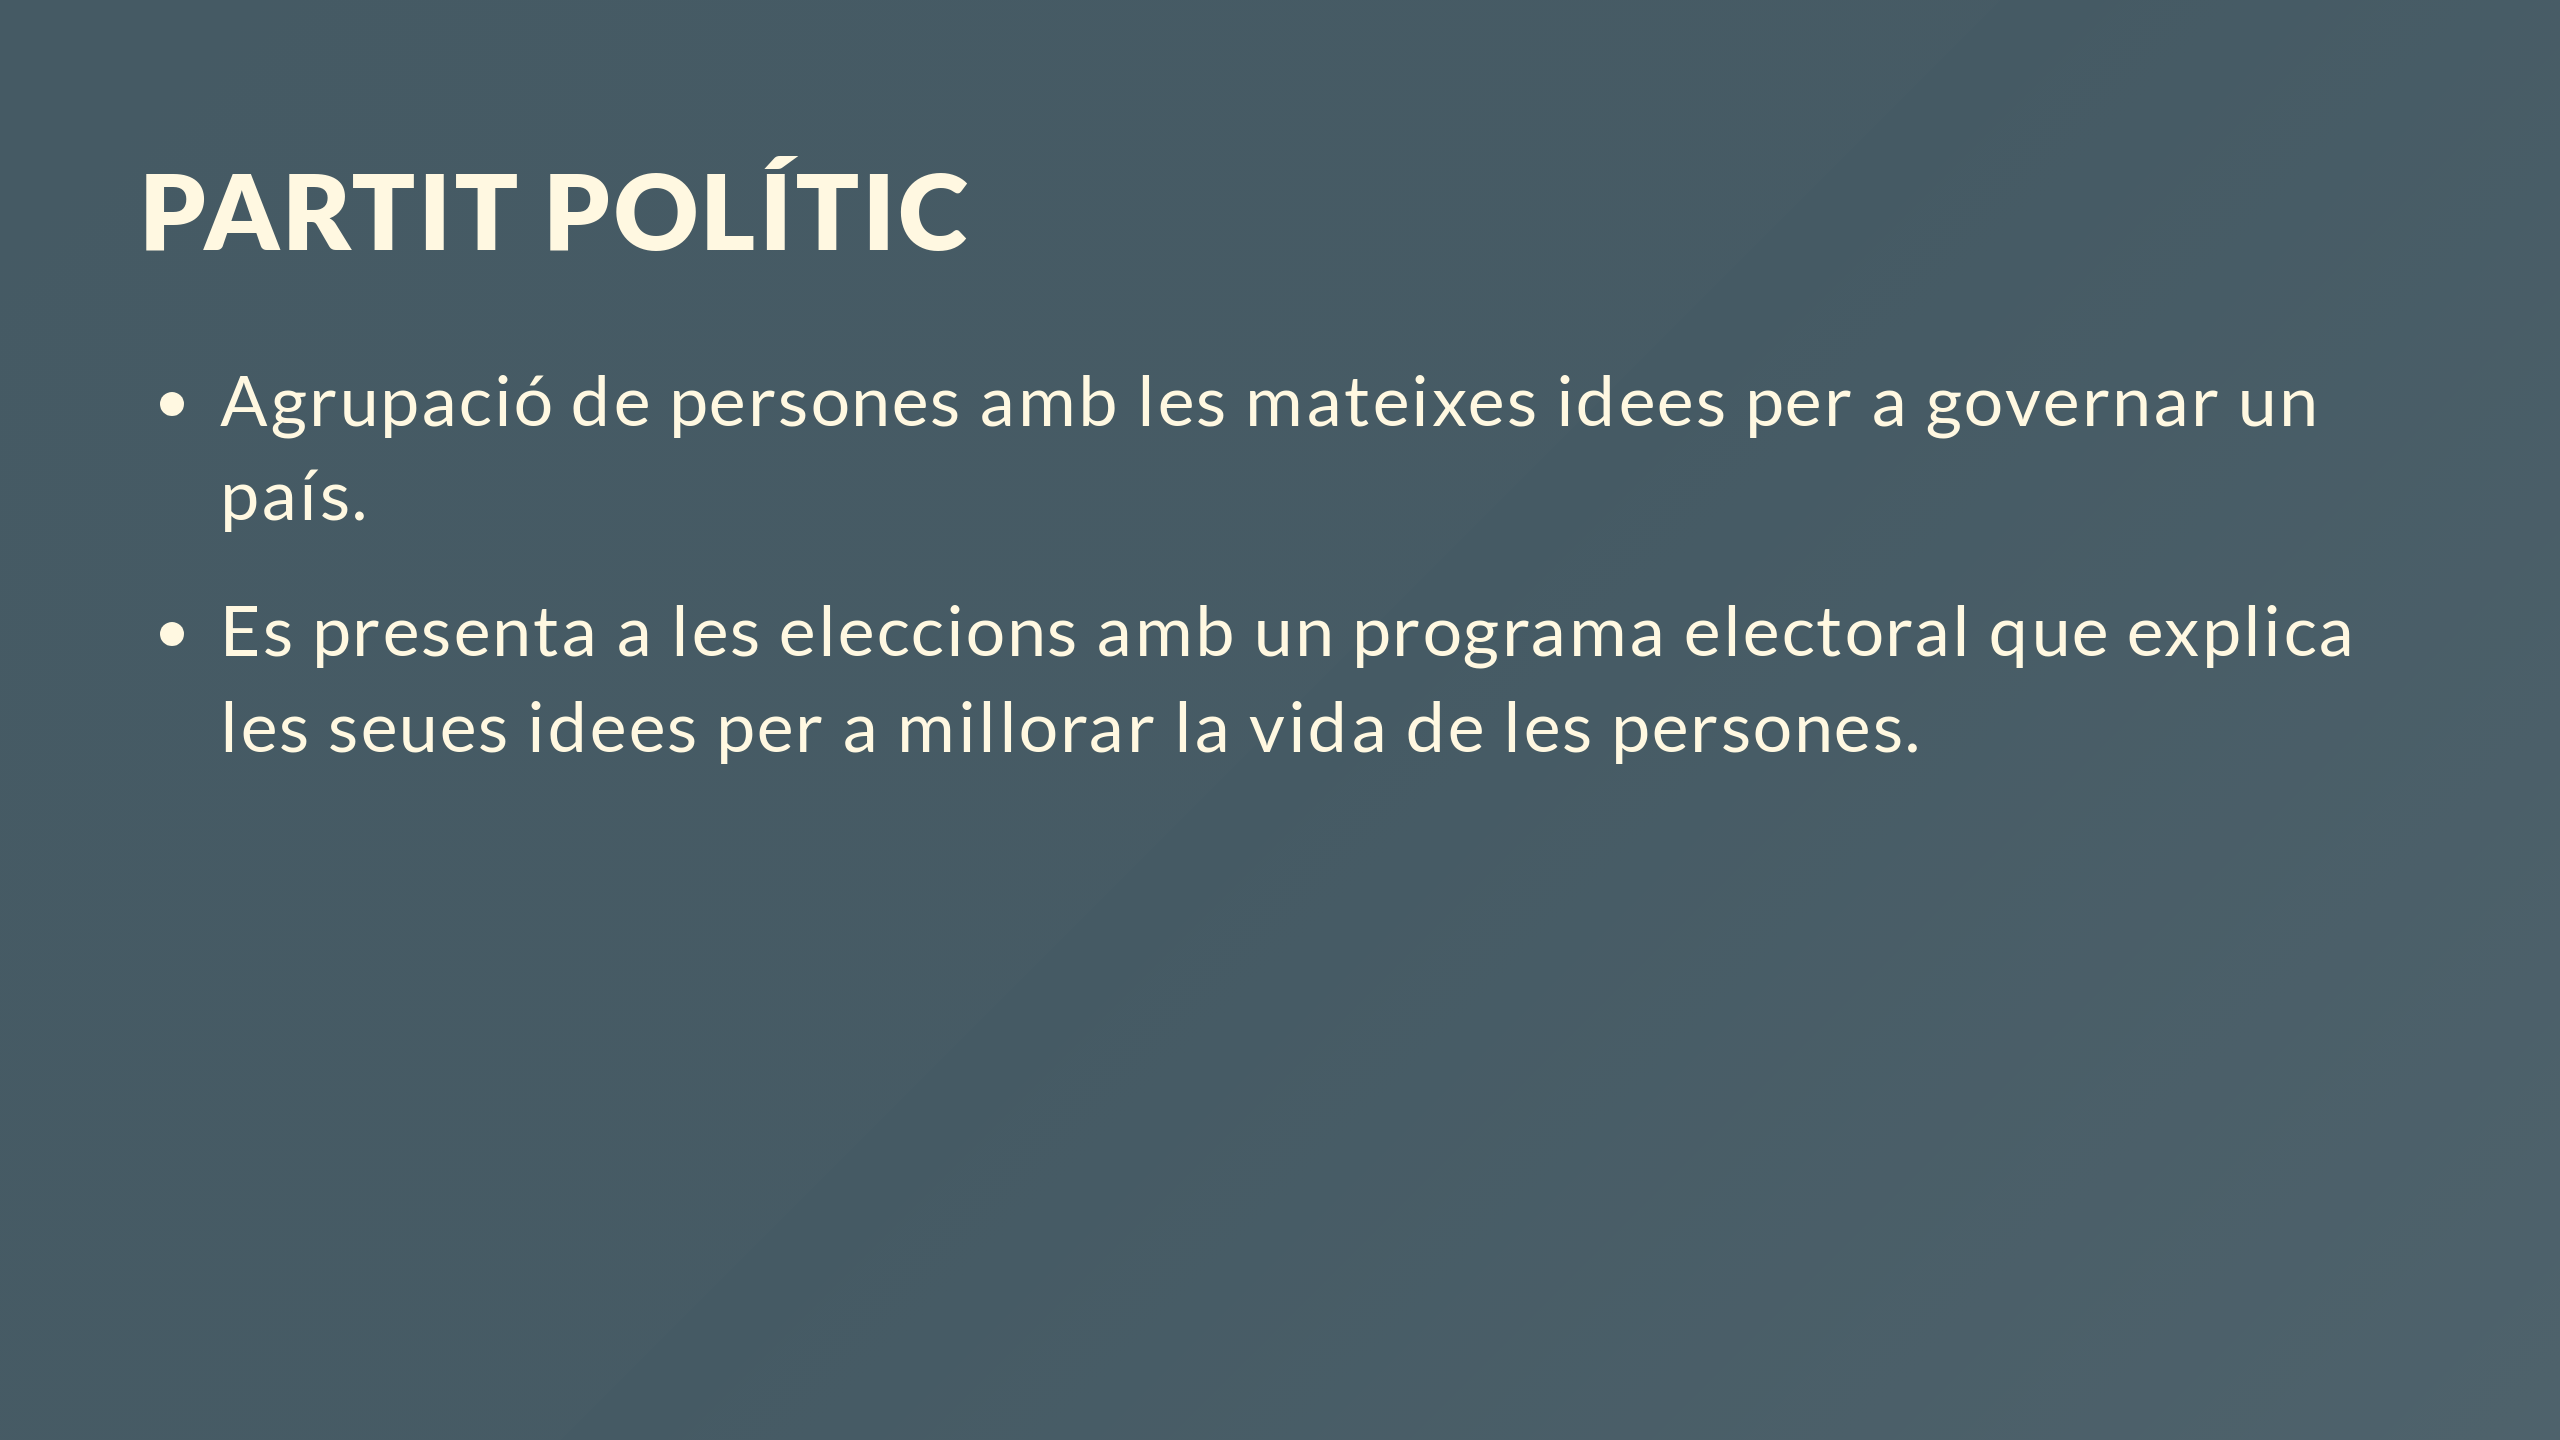 PARTIT POLÍTIC
• Agrupació de persones amb les mateixes idees per a governar un
país.
• Es presenta a les eleccions amb un programa electoral que explica
les seues idees per a millorar la vida de les persones.